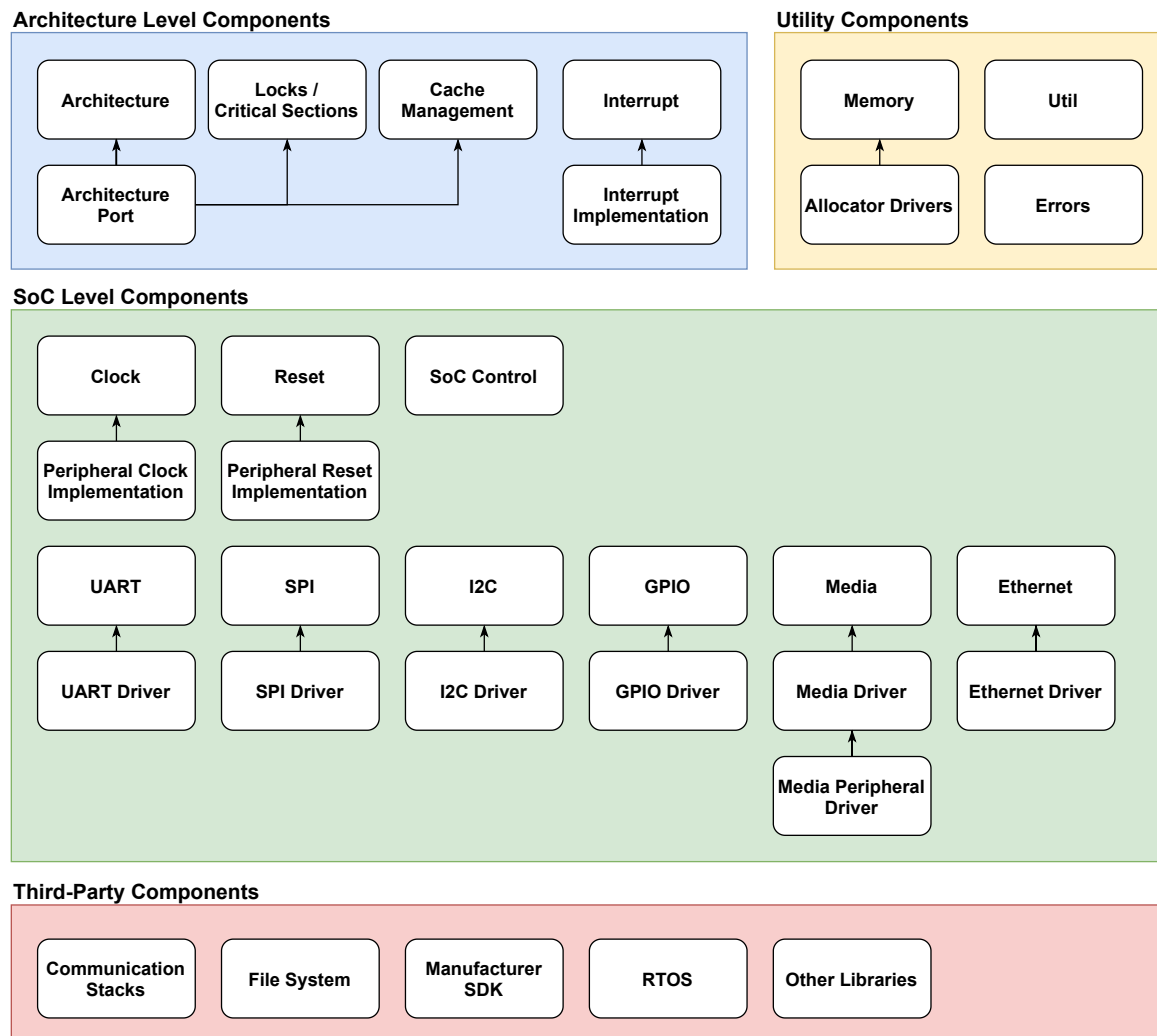 Architecture Level Components
Architecture
Locks /
Critical Sections
Cache
Management
Interrupt
Architecture
Port
Interrupt
Implementation
Utility Components
Memory
Util
Allocator Drivers
Errors
SoC Level Components
Clock
Reset
SoC Control
Peripheral Clock
Implementation
Peripheral Reset
Implementation
UART
SPI
I2C
GPIO
Media
Ethernet
UART Driver
SPI Driver
I2C Driver
GPIO Driver
Media Driver
Ethernet Driver
Media Peripheral
Driver
Third-Party Components
Communication
Stacks
File System
Manufacturer
SDK
RTOS
Other Libraries